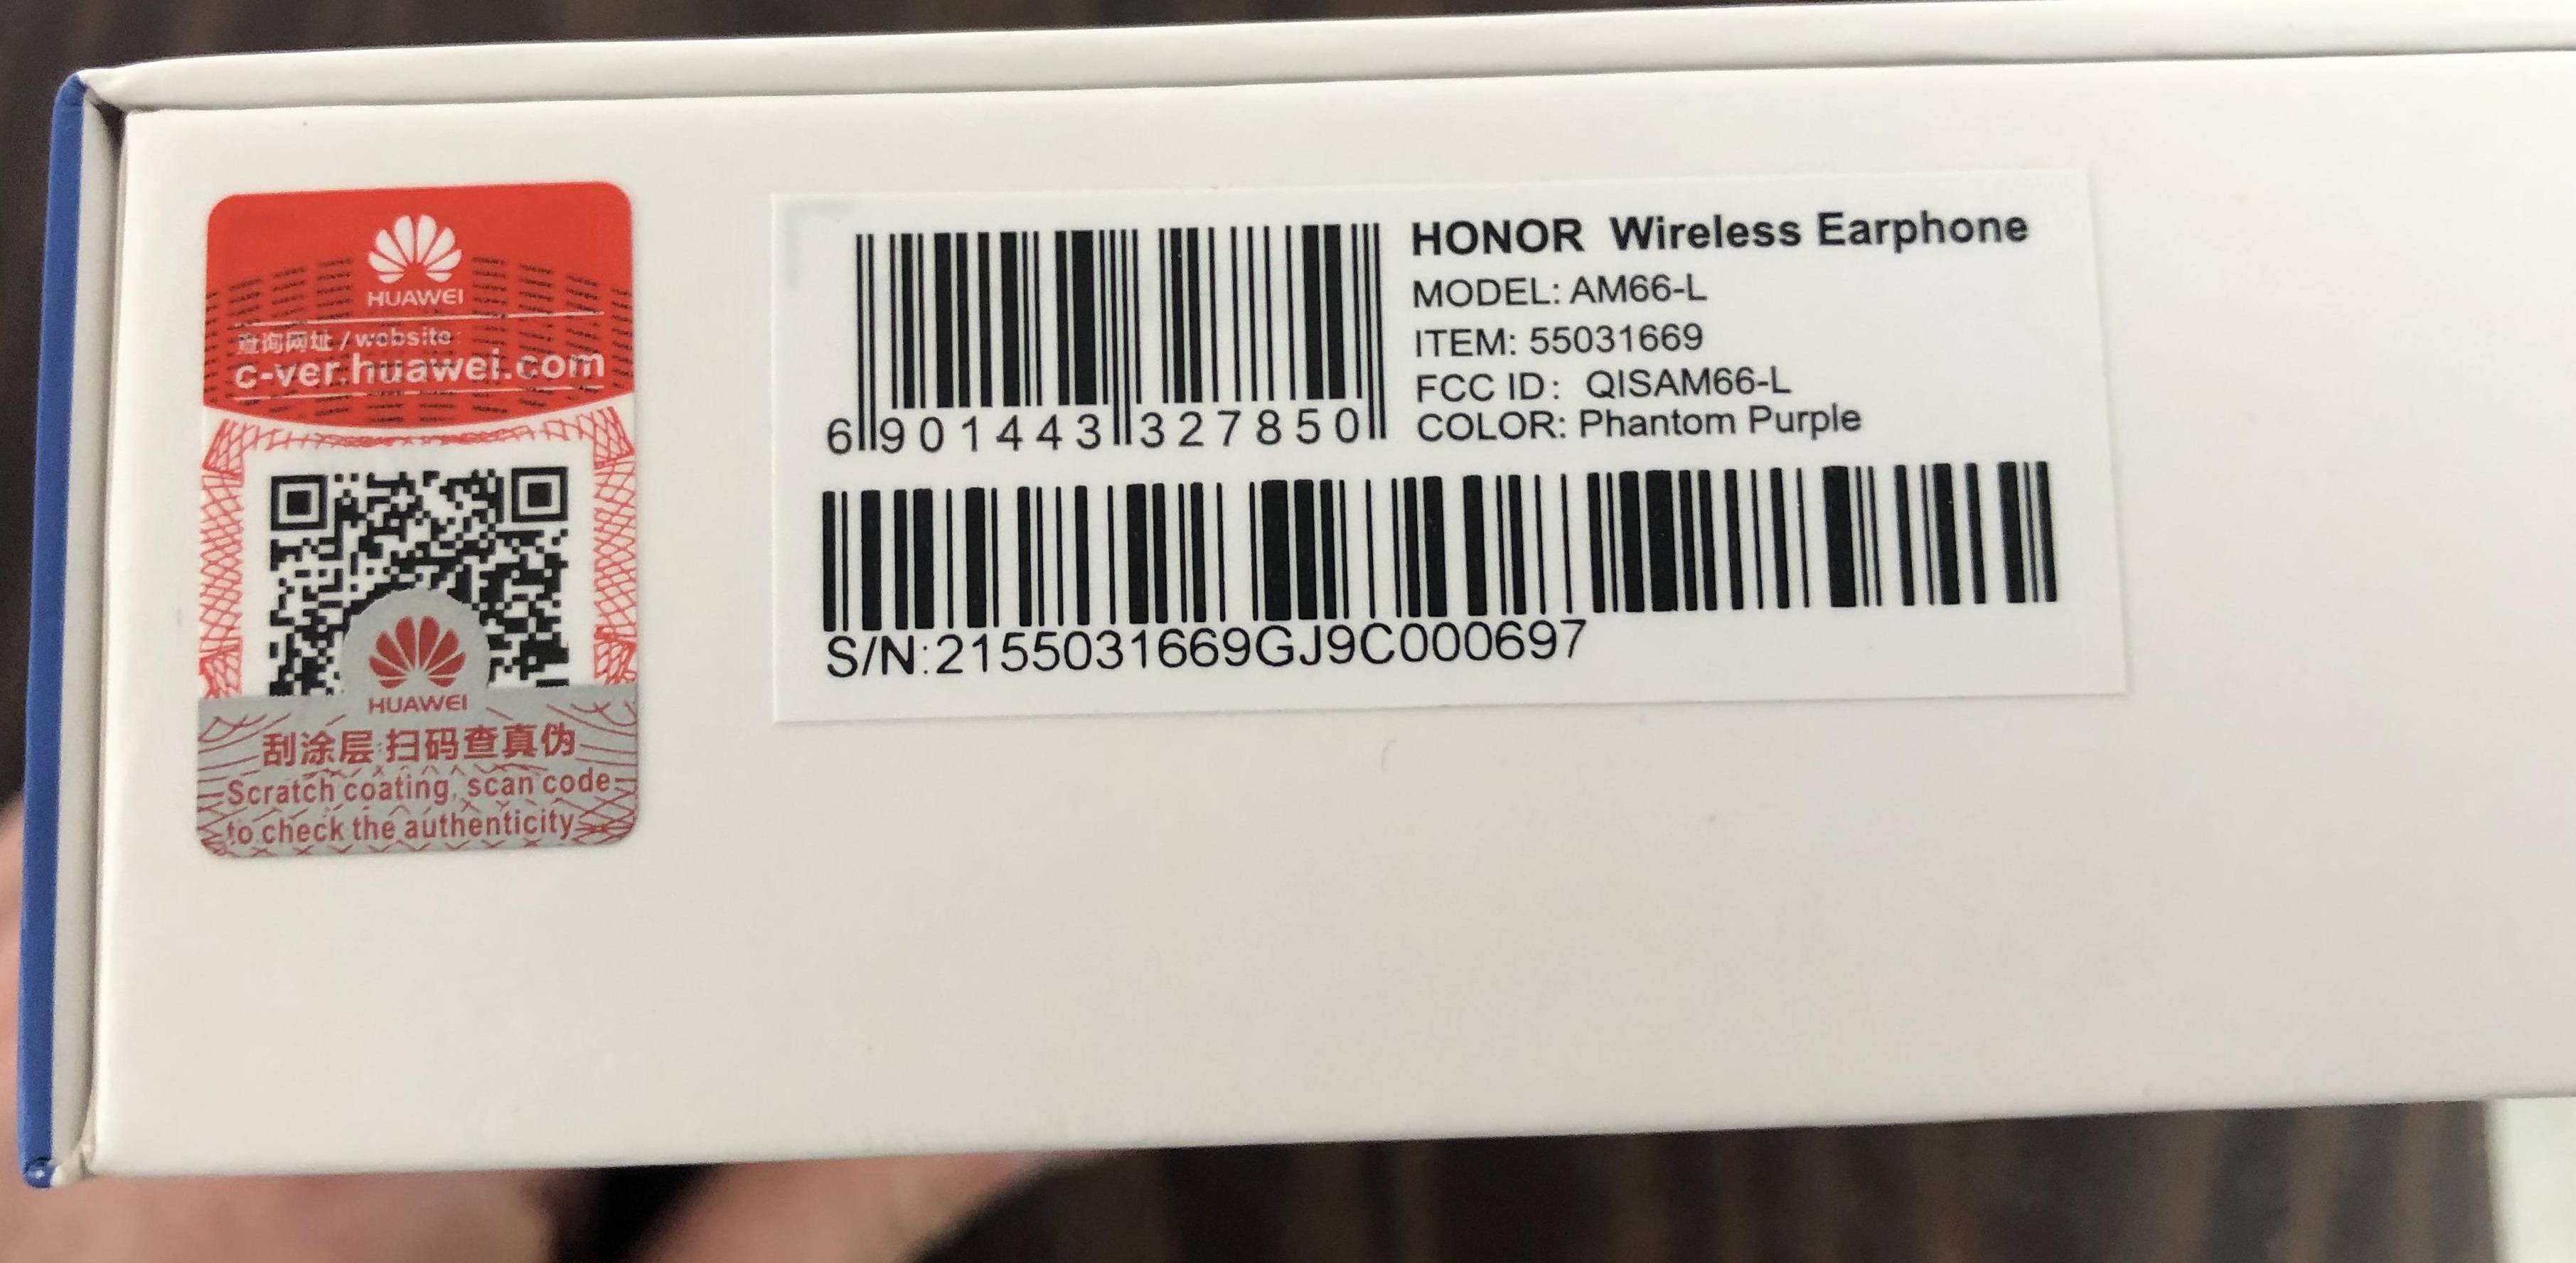 HUAWEI
查询网址 / website
c-ver.huawei.com
HUAWEI
刮涂层 扫码查真伪
Scratch coating, scan code
to check the authenticity
HONOR Wireless Earphone
MODEL: AM66-L
ITEM: 55031669
FCC ID: QISAM66-L
COLOR: Phantom Purple
6 901443 327850
S/N:2155031669GJ9C000697